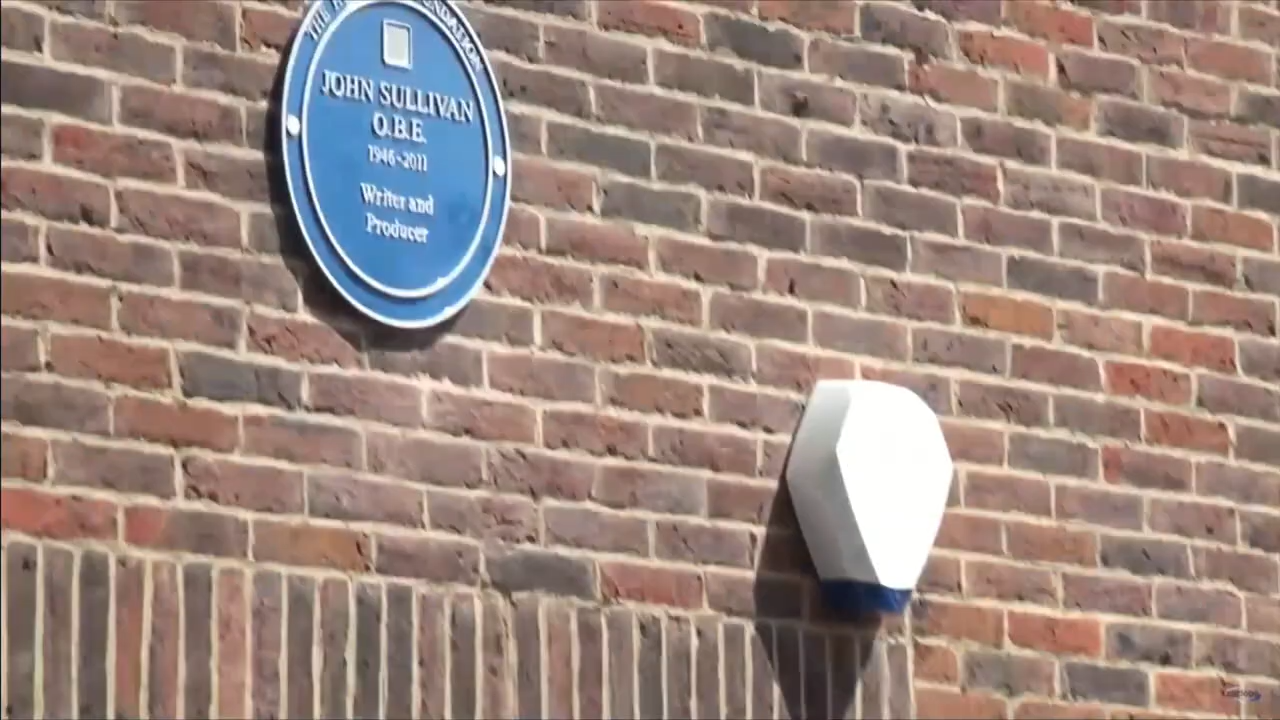 JOHN SULLIVAN
O.B.E.
1946-2011
Writer and
Producer